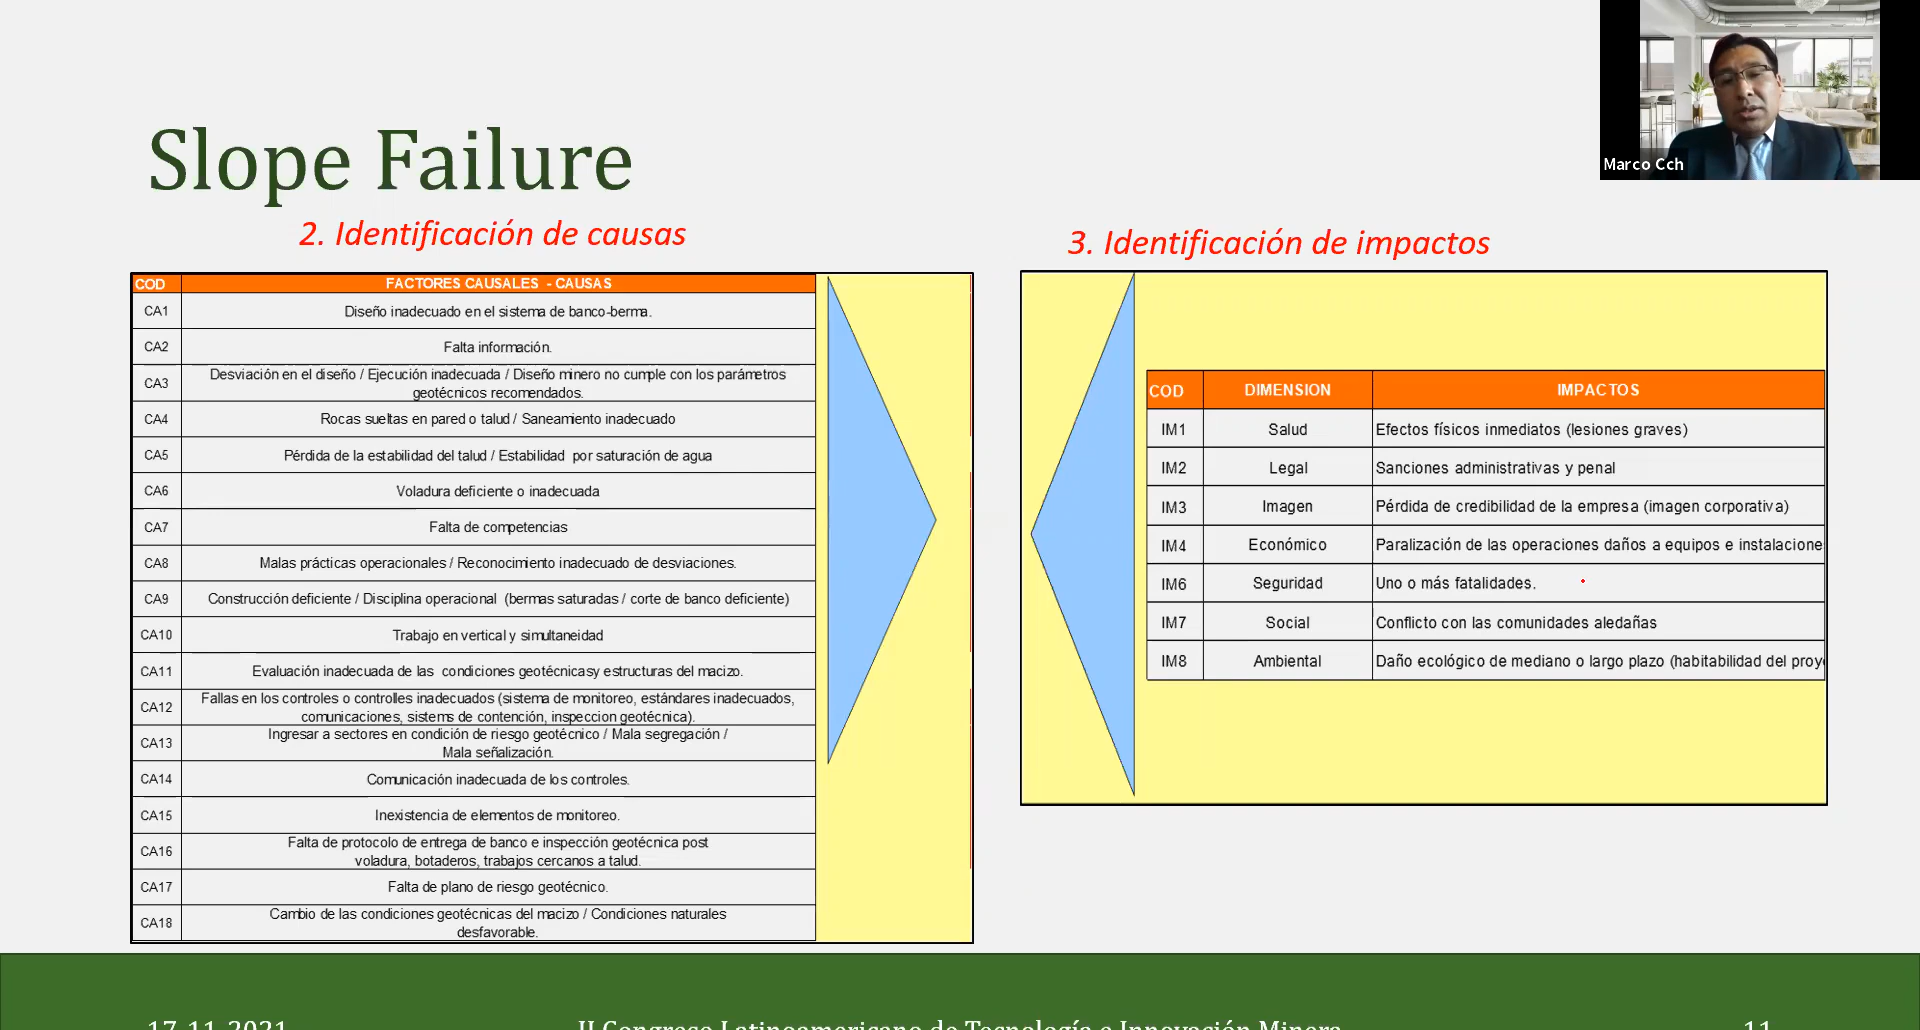 Marco Cch
Slope Failure
2. Identificación de causas
COD FACTORES CAUSALES - CAUSAS
CA1 Diseño inadecuado en el sistema de banco-berma.
CA2 Falta información.
CA3 Desviación en el diseño / Ejecución inadecuada / Diseño minero no cumple con los parámetros
geotécnicos recomendados.
CA4 Rocas sueltas en pared o talud / Saneamiento inadecuado
CA5 Pérdida de la estabilidad del talud / Estabilidad por saturación de agua
CA6 Voladura deficiente o inadecuada
CA7 Falta de competencias
CA8 Malas prácticas operacionales / Reconocimiento inadecuado de desviaciones.
CA9 Construcción deficiente / Disciplina operacional (bermas saturadas / corte de banco deficiente)
CA10 Trabajo en vertical y simultaneidad
CA11 Evaluación inadecuada de las condiciones geotécnicasy estructuras del macizo.
CA12 Fallas en los controles o controlles inadecuados (sistema de monitoreo, estándares inadecuados,
comunicaciones, sistems de contención, inspeccion geotécnica).
CA13 Ingresar a sectores en condición de riesgo geotécnico / Mala segregación /
Mala señalización.
CA14 Comunicación inadecuada de los controles.
CA15 Inexistencia de elementos de monitoreo.
CA16 Falta de protocolo de entrega de banco e inspección geotécnica post
voladura, botaderos, trabajos cercanos a talud.
CA17 Falta de plano de riesgo geotécnico.
CA18 Cambio de las condiciones geotécnicas del macizo / Condiciones naturales
desfavorable.
3. Identificación de impactos
COD DIMENSION IMPACTOS
IM1 Salud Efectos físicos inmediatos (lesiones graves)
IM2 Legal Sanciones administrativas y penal
IM3 Imagen Pérdida de credibilidad de la empresa (imagen corporativa)
IM4 Económico Paralización de las operaciones daños a equipos e instalacione
IM6 Seguridad Uno o más fatalidades.
IM7 Social Conflicto con las comunidades aledañas
IM8 Ambiental Daño ecológico de mediano o largo plazo (habitabilidad del proy
17-11-2021 II Congreso Latinoamericano de Tecnología e Innovación Minera 11